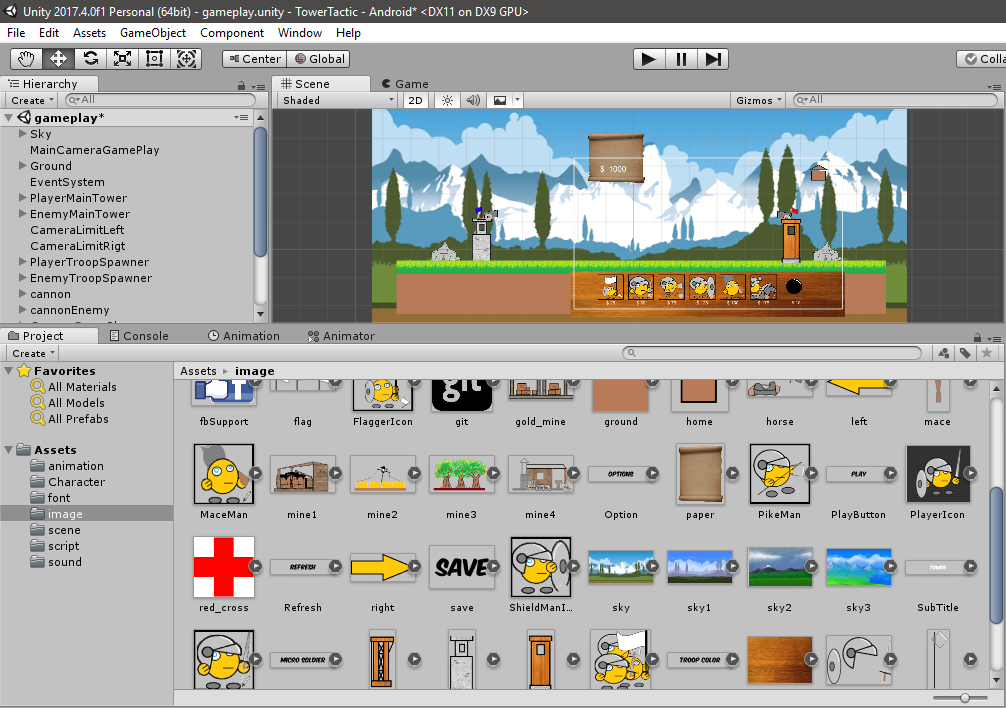 Unity 2017.4.0f1 Personal (64bit) - gameplay.unity - TowerTactic - Android* <DX11 on DX9 GPU>
File Edit Assets GameObject Component Window Help
Center Global Colla
Hierarchy
Create All
gameplay*
Sky
MainCameraGamePlay
Ground
EventSystem
PlayerMainTower
EnemyMainTower
CameraLimitLeft
CameraLimitRigt
PlayerTroopSpawner
EnemyTroopSpawner
cannon
cannonEnemy
Scene Game
Shaded 2D Gizmos All
$ 1000
Project Console Animation Animator
Create
Favorites
All Materials
All Models
All Prefabs
Assets
animation
Character
font
image
scene
script
sound
Assets image
git
fbSupport flag FlaggerIcon git gold_mine ground home horse left mace
OPTIONS PLAY
MaceMan mine1 mine2 mine3 mine4 Option paper PikeMan PlayButton PlayerIcon
REFRESH SAVE TOWER
red_cross Refresh right save ShieldManI... sky sky1 sky2 sky3 SubTitle
MICRO SOLDIER TROOP COLOR